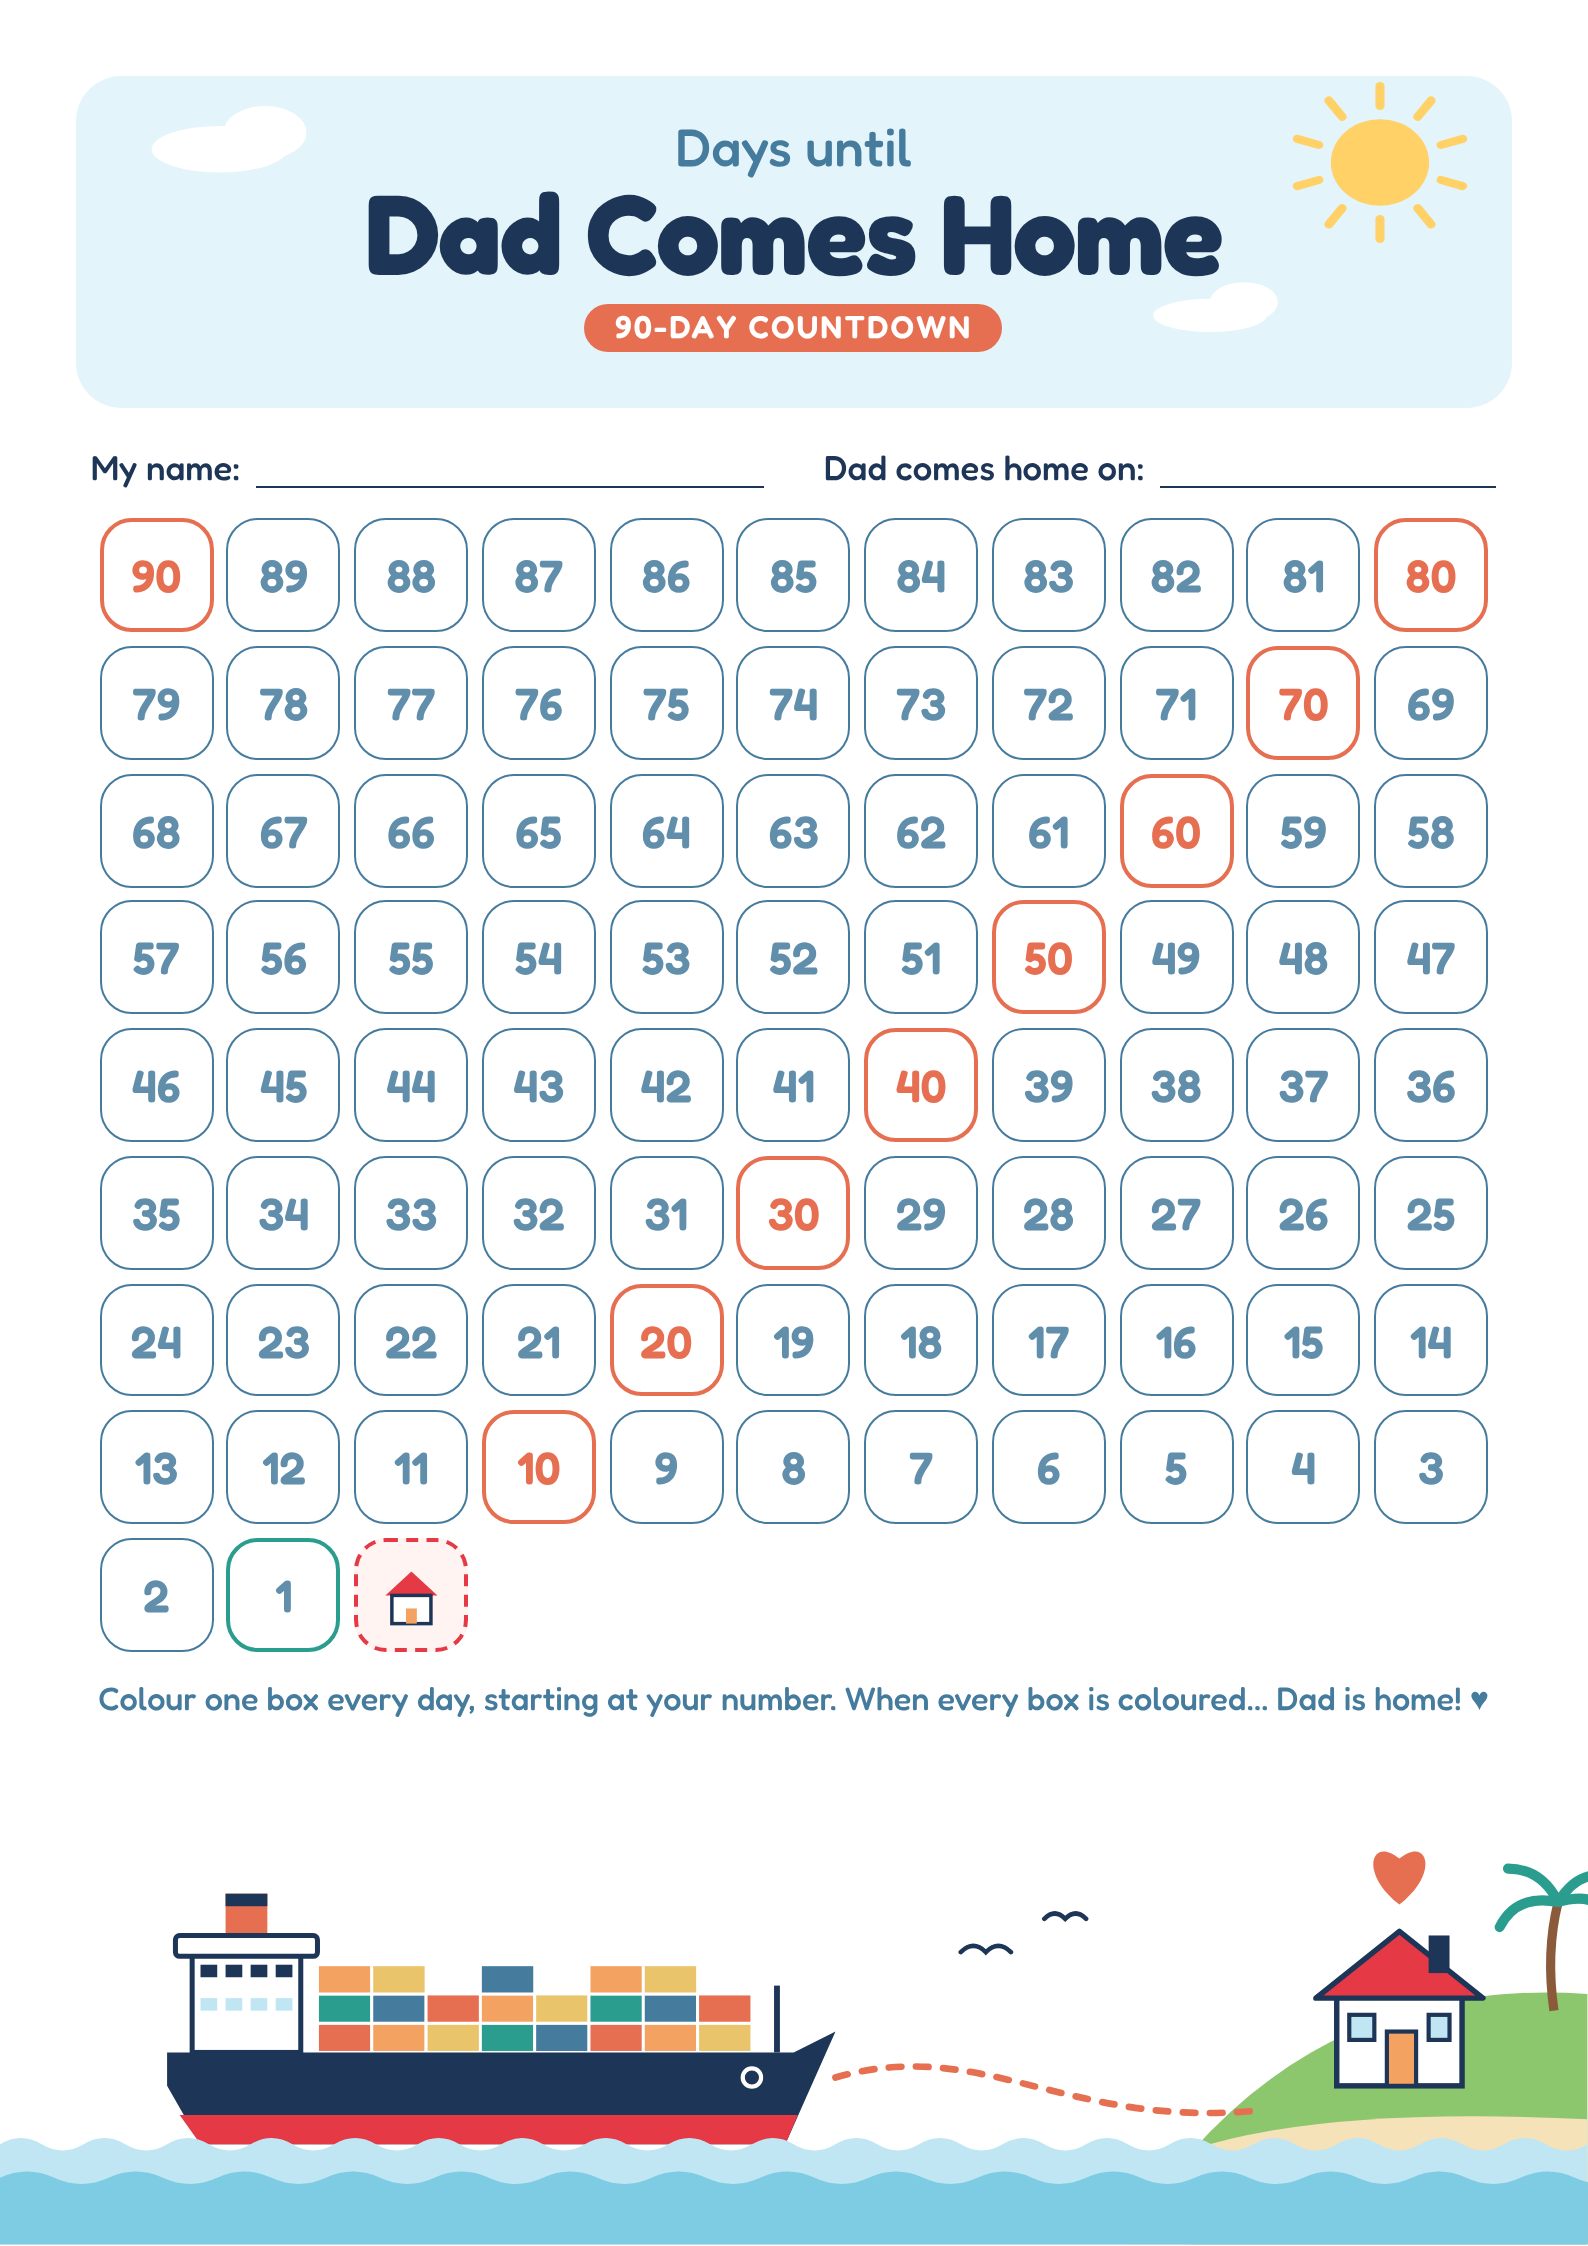 Days until
Dad Comes Home
90-DAY COUNTDOWN
My name: Dad comes home on:
90 89 88 87 86 85 84 83 82 81 80
79 78 77 76 75 74 73 72 71 70 69
68 67 66 65 64 63 62 61 60 59 58
57 56 55 54 53 52 51 50 49 48 47
46 45 44 43 42 41 40 39 38 37 36
35 34 33 32 31 30 29 28 27 26 25
24 23 22 21 20 19 18 17 16 15 14
13 12 11 10 9 8 7 6 5 4 3
2 1
Colour one box every day, starting at your number. When every box is coloured... Dad is home! ♥